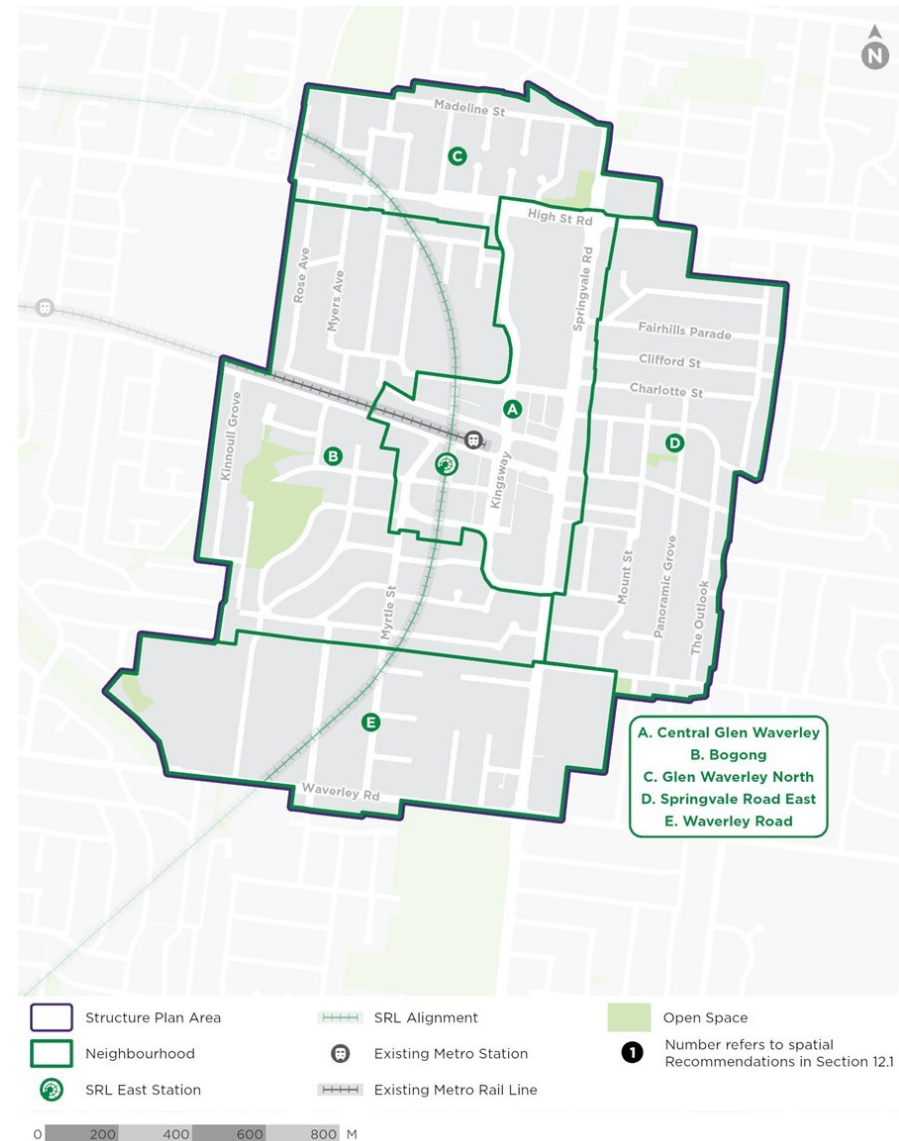 N
Madeline St
C
High St Rd
Springvale Rd
Rose Ave
Myers Ave
Fairhills Parade
Clifford St
Charlotte St
A
D
B
Kinnoull Grove
Kingsway
Mount St
Panoramic Grove
The Outlook
Myrtle St
E
Waverley Rd
A. Central Glen Waverley
B. Bogong
C. Glen Waverley North
D. Springvale Road East
E. Waverley Road
Structure Plan Area
Neighbourhood
SRL East Station
SRL Alignment
Existing Metro Station
Existing Metro Rail Line
Open Space
1
Number refers to spatial
Recommendations in Section 12.1
0 200 400 600 800 M